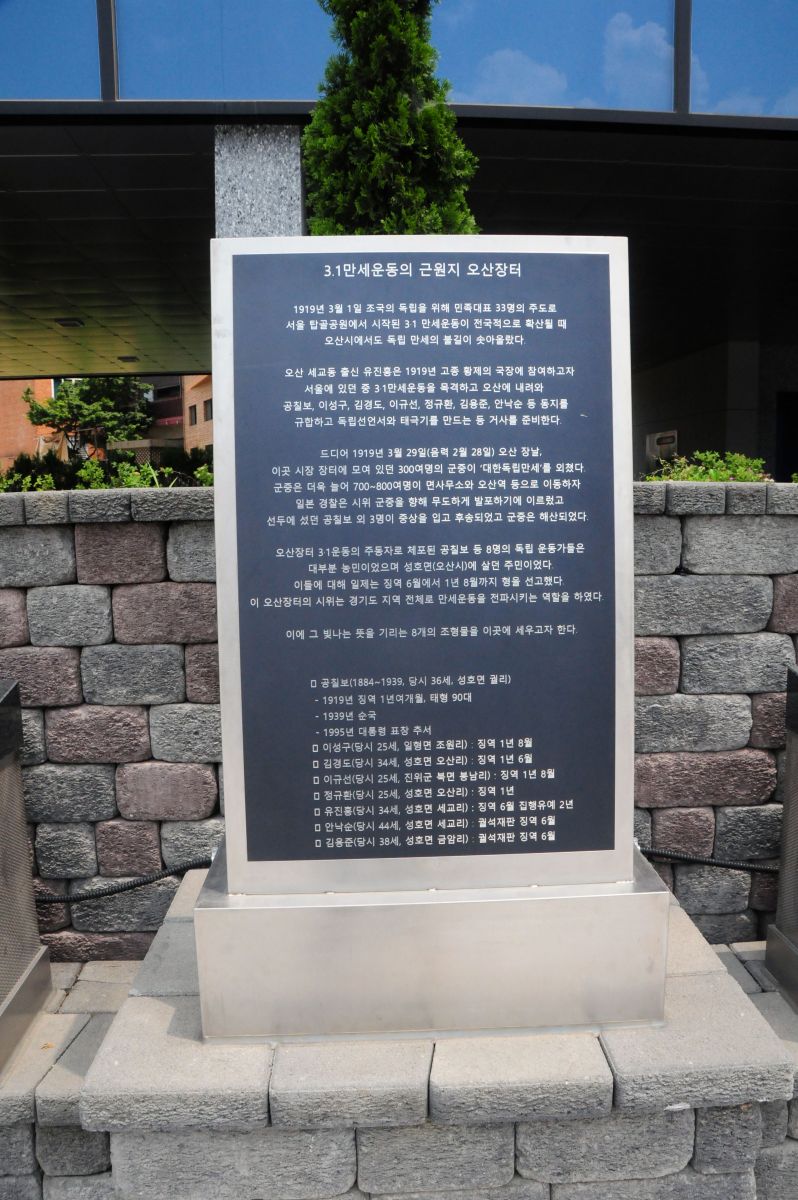 3.1만세운동의 근원지 오산장터
1919년 3월 1일 조국의 독립을 위해 민족대표 33명의 주도로
서울 탑골공원에서 시작된 3·1 만세운동이 전국적으로 확산될 때
오산시에서도 독립 만세의 불길이 솟아올랐다.
오산 세교동 출신 유진홍은 1919년 고종 황제의 국장에 참여하고자
서울에 있던 중 3·1만세운동을 목격하고 오산에 내려와
공칠보, 이성구, 김경도, 이규선, 정규환, 김용준, 안낙순 등 동지를
규합하고 독립선언서와 태극기를 만드는 등 거사를 준비한다.
드디어 1919년 3월 29일(음력 2월 28일) 오산 장날,
이곳 시장 장터에 모여 있던 300여명의 군중이 '대한독립만세'를 외쳤다.
군중은 더욱 늘어 700~800여명이 면사무소와 오산역 등으로 이동하자
일본 경찰은 시위 군중을 향해 무도하게 발포하기에 이르렀고
선두에 섰던 공칠보 외 3명이 중상을 입고 후송되었고 군중은 해산되었다.
오산장터 3·1운동의 주동자로 체포된 공칠보 등 8명의 독립 운동가들은
대부분 농민이었으며 성호면(오산시)에 살던 주민이었다.
이들에 대해 일제는 징역 6월에서 1년 8월까지 형을 선고했다.
이 오산장터의 시위는 경기도 지역 전체로 만세운동을 전파시키는 역할을 하였다.
이에 그 빛나는 뜻을 기리는 8개의 조형물을 이곳에 세우고자 한다.
▯ 공칠보(1884~1939, 당시 36세, 성호면 궐리)
- 1919년 징역 1년여개월, 태형 90대
- 1939년 순국
- 1995년 대통령 표장 추서
▯ 이성구(당시 25세, 일형면 조원리) : 징역 1년 8월
▯ 김경도(당시 34세, 성호면 오산리) : 징역 1년 6월
▯ 이규선(당시 25세, 진위군 북면 봉남리) : 징역 1년 8월
▯ 정규환(당시 25세, 성호면 오산리) : 징역 1년
▯ 유진홍(당시 34세, 성호면 세교리) : 징역 6월 집행유예 2년
▯ 안낙순(당시 44세, 성호면 세교리) : 궐석재판 징역 6월
▯ 김용준(당시 38세, 성호면 금암리) : 궐석재판 징역 6월